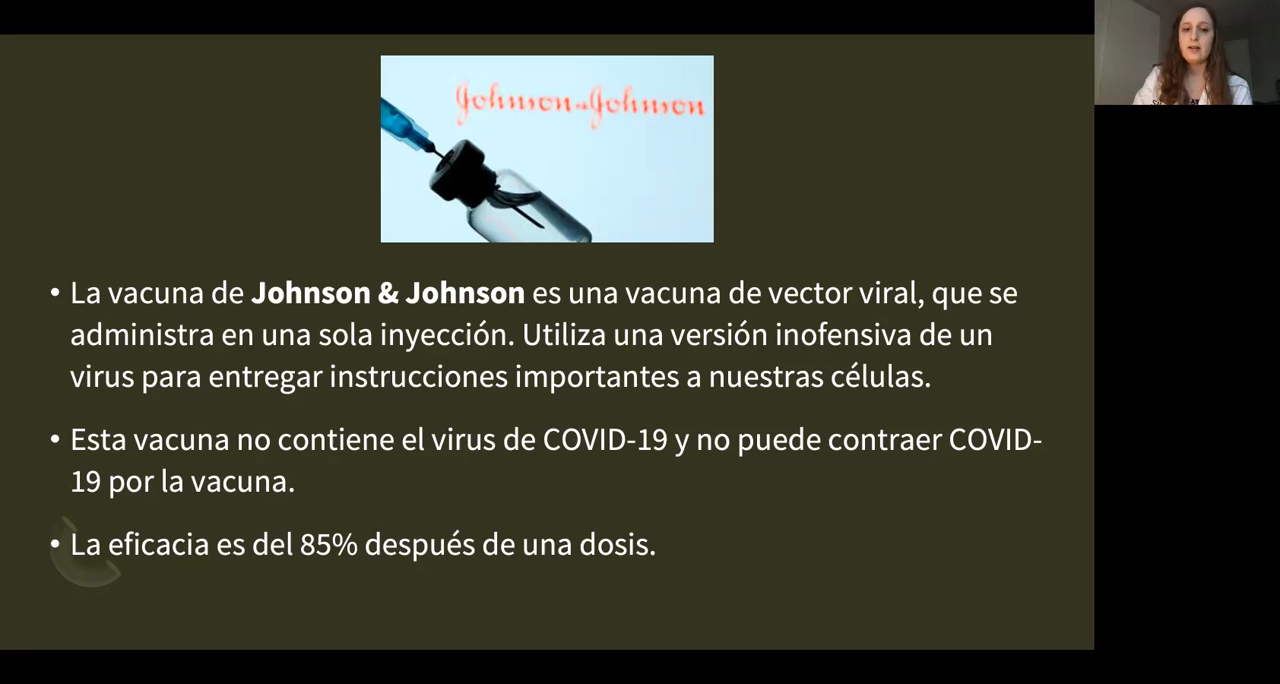 Johnson & Johnson
• La vacuna de Johnson & Johnson es una vacuna de vector viral, que se
administra en una sola inyección. Utiliza una versión inofensiva de un
virus para entregar instrucciones importantes a nuestras células.
• Esta vacuna no contiene el virus de COVID-19 y no puede contraer COVID-
19 por la vacuna.
• La eficacia es del 85% después de una dosis.